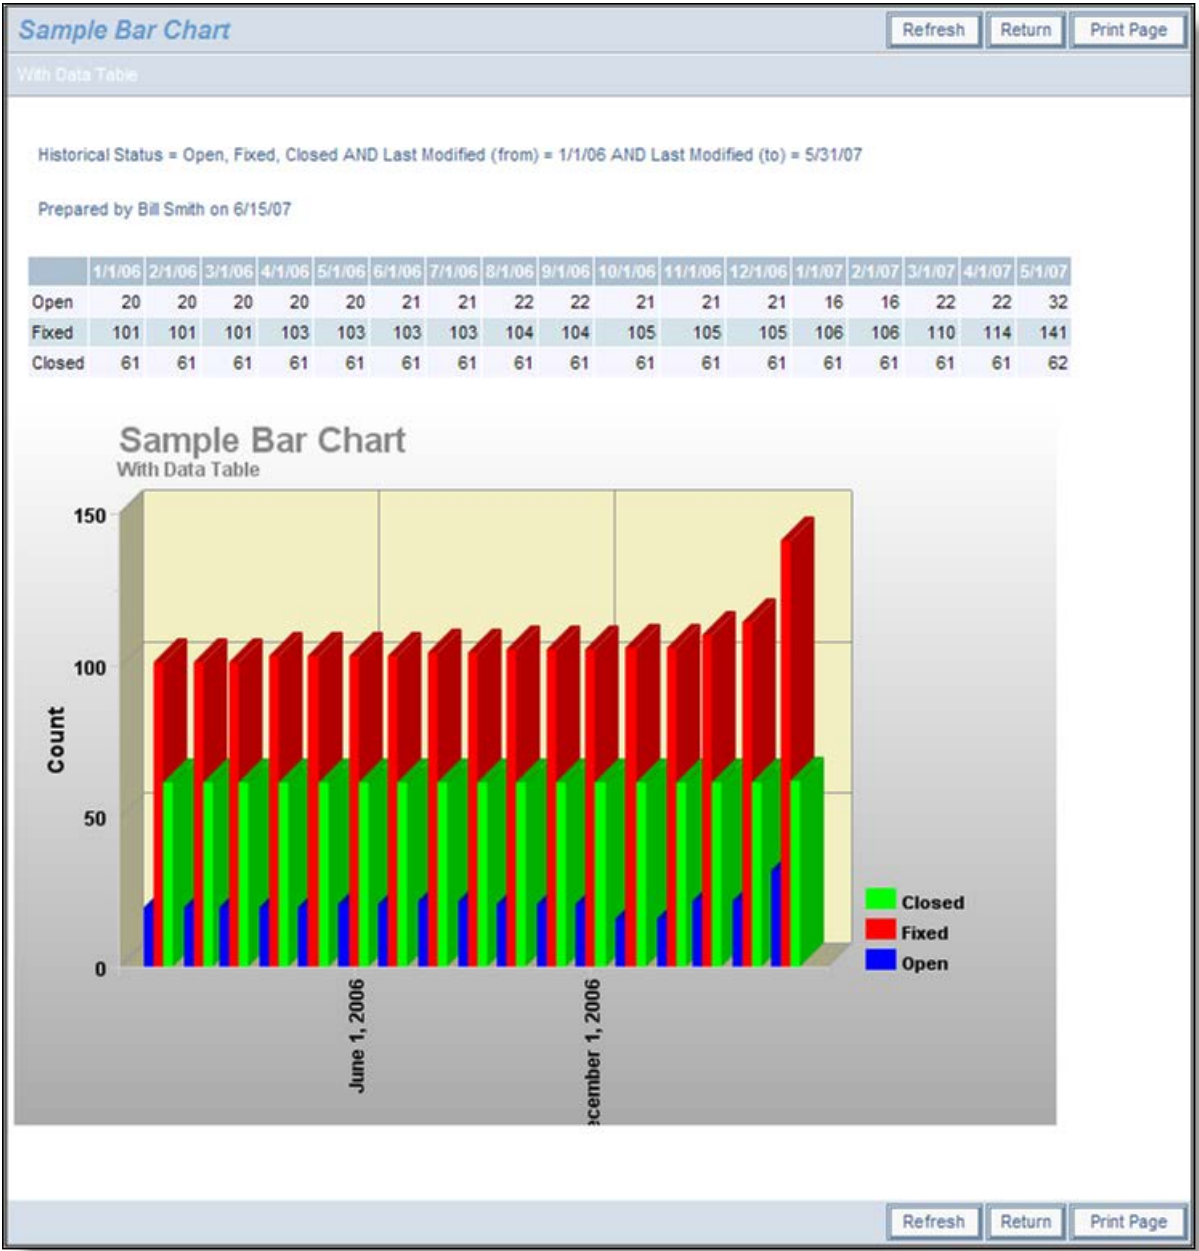 Sample Bar Chart
Refresh Return Print Page
With Data Table
Historical Status = Open, Fixed, Closed AND Last Modified (from) = 1/1/06 AND Last Modified (to) = 5/31/07
Prepared by Bill Smith on 6/15/07
1/1/06 2/1/06 3/1/06 4/1/06 5/1/06 6/1/06 7/1/06 8/1/06 9/1/06 10/1/06 11/1/06 12/1/06 1/1/07 2/1/07 3/1/07 4/1/07 5/1/07
Open 20 20 20 20 20 21 21 22 22 21 21 21 16 16 22 22 32
Fixed 101 101 101 103 103 103 103 104 104 105 105 105 106 106 110 114 141
Closed 61 61 61 61 61 61 61 61 61 61 61 61 61 61 61 61 62
Sample Bar Chart
With Data Table
150
100
50
0
Count
June 1, 2006
ecember 1, 2006
Closed
Fixed
Open
Refresh Return Print Page